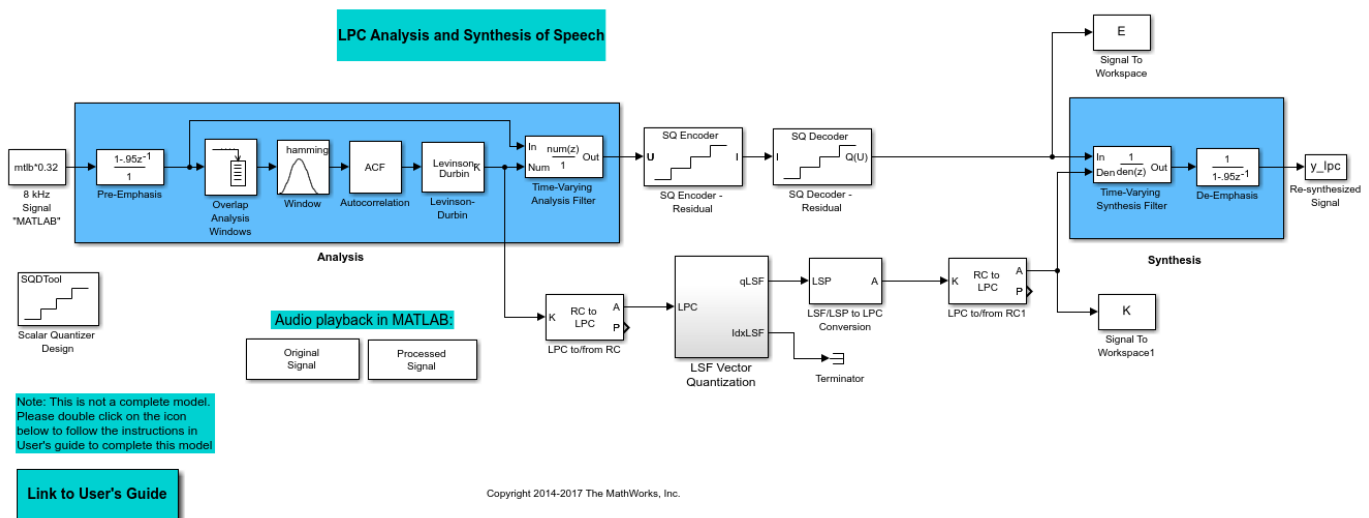 LPC Analysis and Synthesis of Speech
E
Signal To
Workspace
mtlb*0.32
8 kHz
Signal
"MATLAB"
1-.95z-1
1
Pre-Emphasis
Overlap
Analysis
Windows
hamming
Window
ACF
Autocorrelation
Levinson-
Durbin
K
Levinson-
Durbin
In
Num
num(z)
1
Out
Time-Varying
Analysis Filter
Analysis
SQ Encoder
U
I
SQ Encoder -
Residual
SQ Decoder
I
Q(U)
SQ Decoder -
Residual
In
Den
1
den(z)
Out
Time-Varying
Synthesis Filter
1
1-.95z-1
De-Emphasis
Synthesis
y_lpc
Re-synthesized
Signal
SQDTool
Scalar Quantizer
Design
Audio playback in MATLAB:
Original
Signal
Processed
Signal
K
RC to
LPC
A
P
LPC to/from RC
LPC
qLSF
IdxLSF
LSF Vector
Quantization
Terminator
LSP
A
LSF/LSP to LPC
Conversion
K
RC to
LPC
A
P
LPC to/from RC1
K
Signal To
Workspace1
Note: This is not a complete model.
Please double click on the icon
below to follow the instructions in
User's guide to complete this model
Link to User's Guide
Copyright 2014-2017 The MathWorks, Inc.